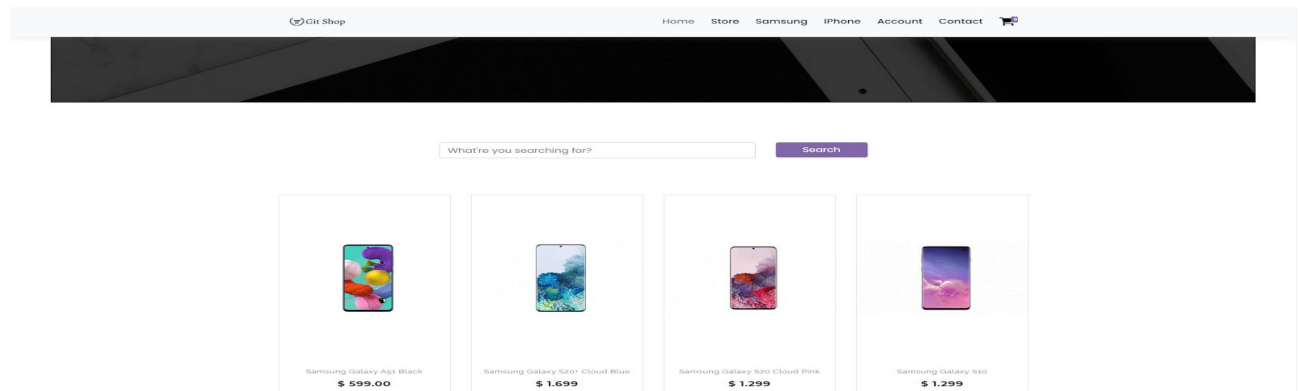 Git Shop
Home Store Samsung IPhone Account Contact
What're you searching for?
Search
Samsung Galaxy A51 Black
$ 599.00
Samsung Galaxy S20+ Cloud Blue
$ 1.699
Samsung Galaxy S20 Cloud Pink
$ 1.299
Samsung Galaxy S10
$ 1.299